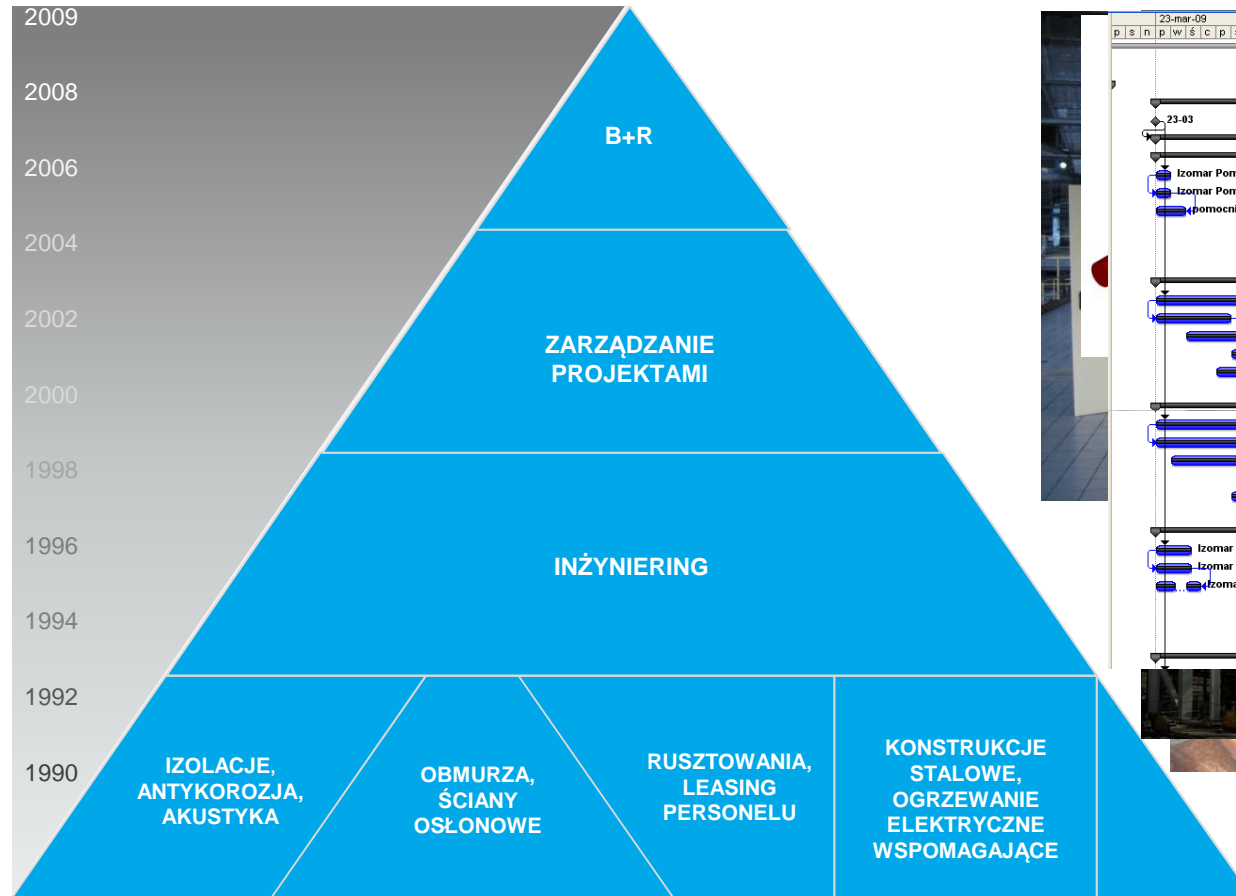 2009
2008
2006
2004
2002
2000
1998
1996
1994
1992
1990
B+R
ZARZĄDZANIE
PROJEKTAMI
INŻYNIERING
IZOLACJE,
ANTYKOROZJA,
AKUSTYKA
OBMURZA,
ŚCIANY
OSŁONOWE
RUSZTOWANIA,
LEASING
PERSONELU
KONSTRUKCJE
STALOWE,
OGRZEWANIE
ELEKTRYCZNE
WSPOMAGAJĄCE
23-mar-09
p s n p w ś c p
23-03
Izomar Pom
Izomar Pom
pomocni
Izomar
Izomar
Izoma